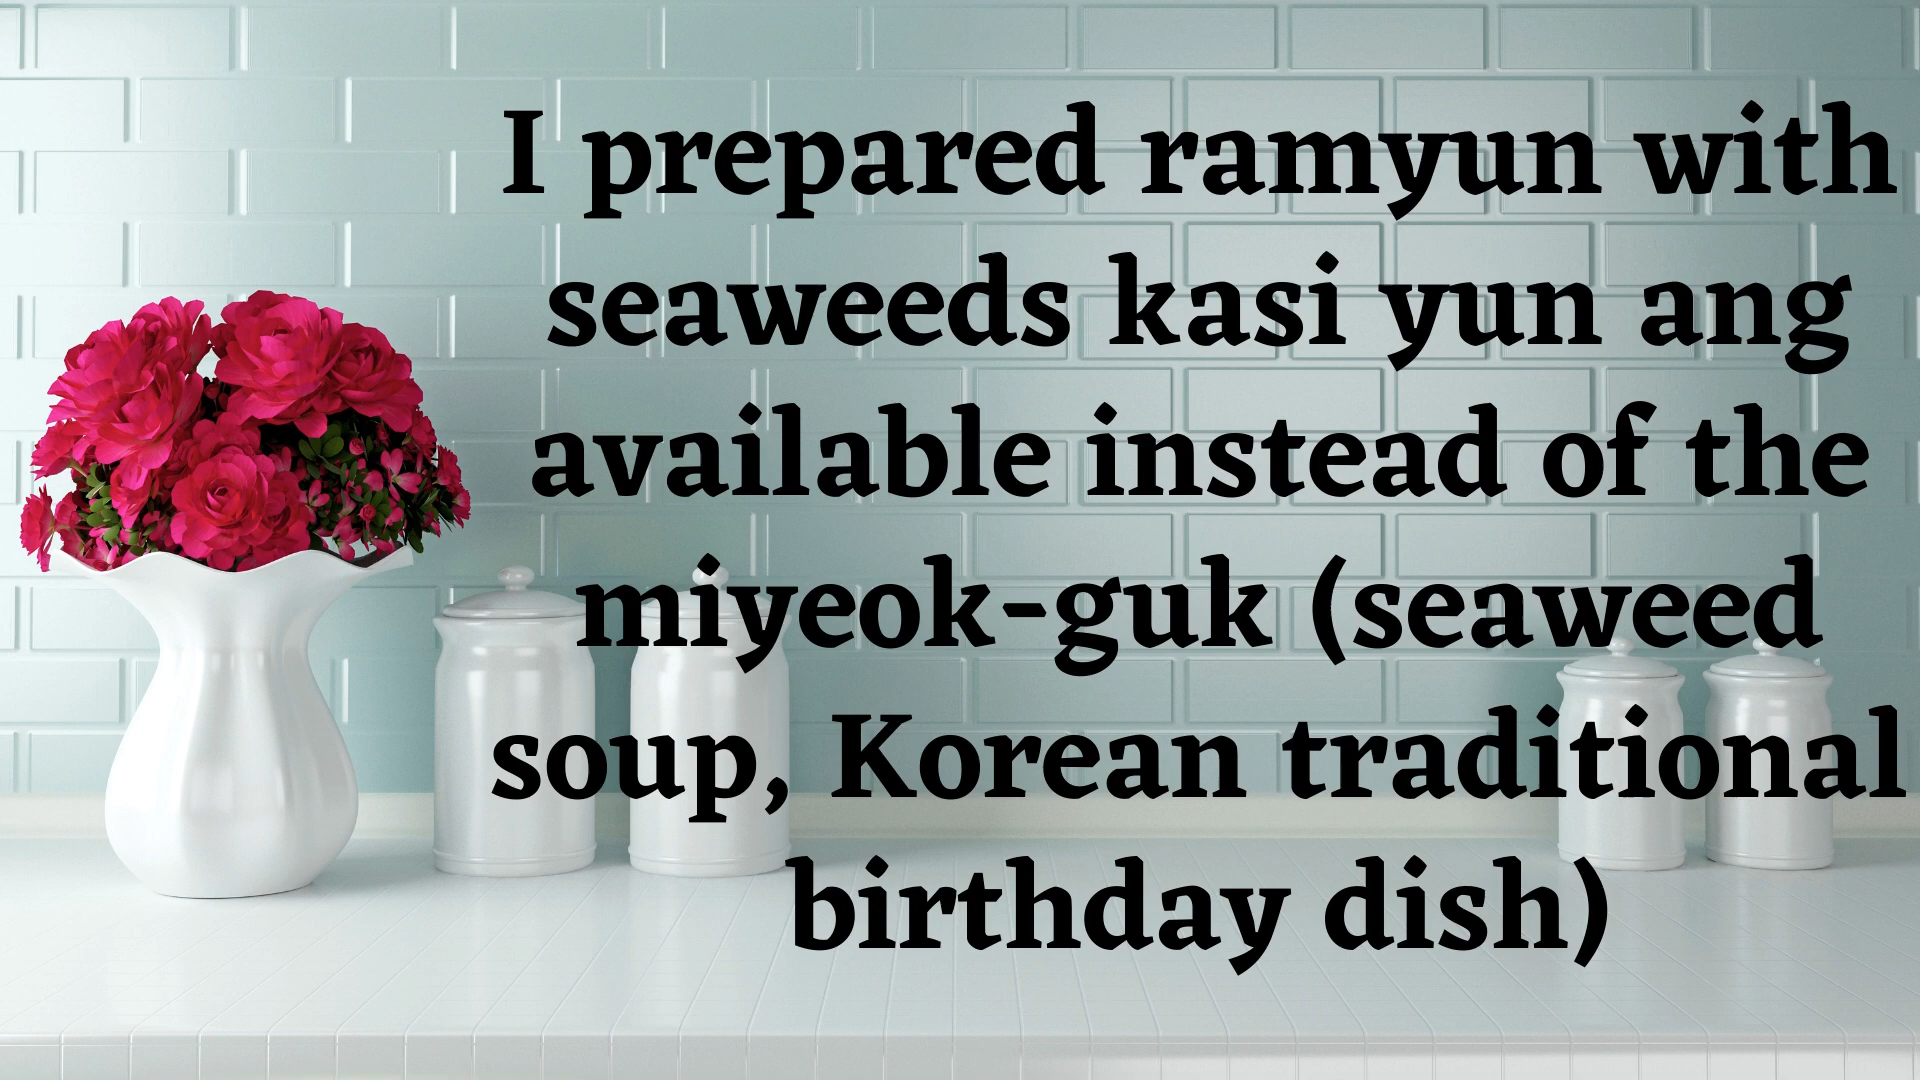 I prepared ramyun with
seaweeds kasi yun ang
available instead of the
miyeok-guk (seaweed
soup, Korean traditional
birthday dish)